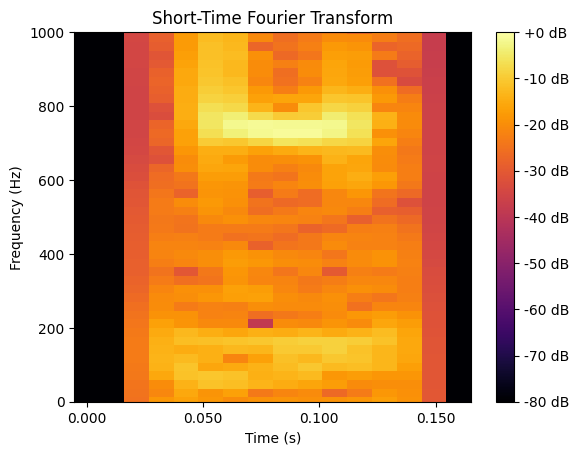 Short-Time Fourier Transform
1000
800
600
400
200
0
Frequency (Hz)
0.000
0.050
0.100
0.150
Time (s)
+0 dB
-10 dB
-20 dB
-30 dB
-40 dB
-50 dB
-60 dB
-70 dB
-80 dB